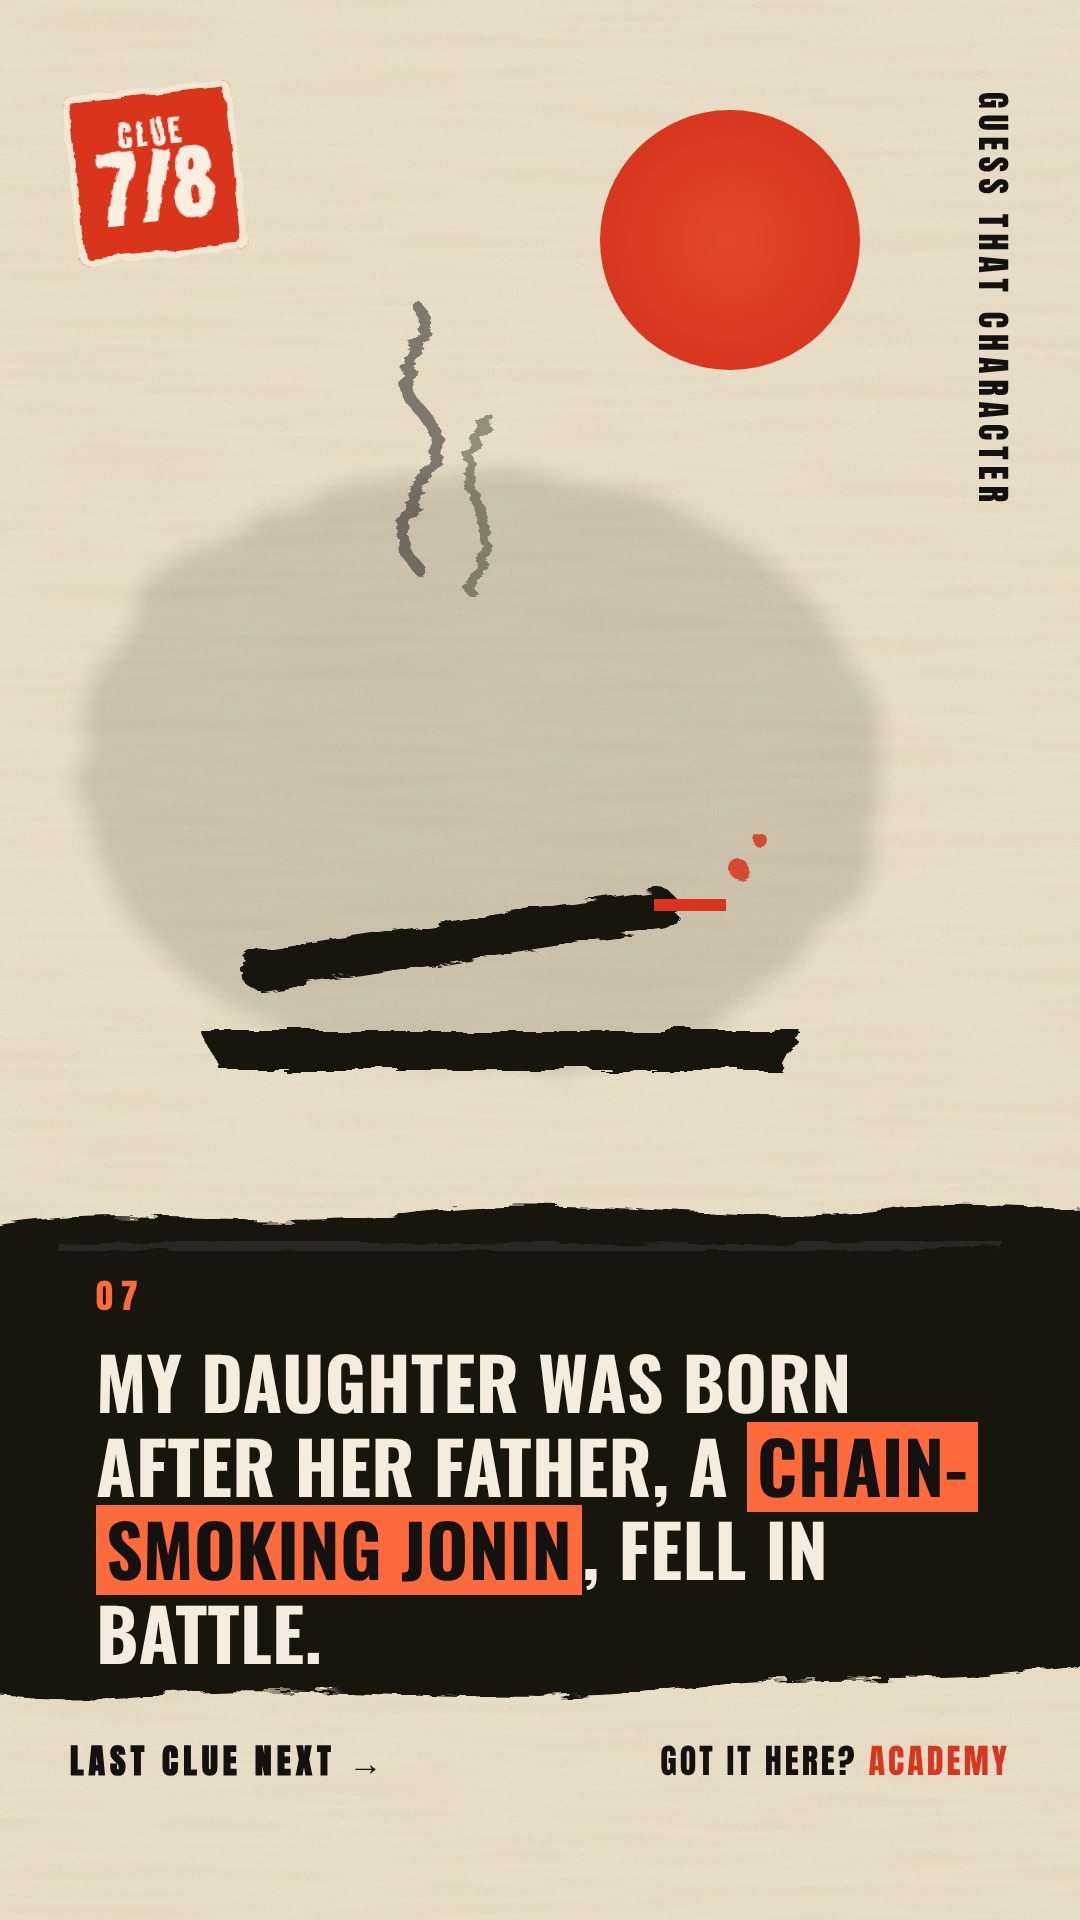 CLUE
7/8
GUESS THAT CHARACTER
07
MY DAUGHTER WAS BORN
AFTER HER FATHER, A CHAIN-
SMOKING JONIN, FELL IN
BATTLE.
LAST CLUE NEXT →
GOT IT HERE? ACADEMY